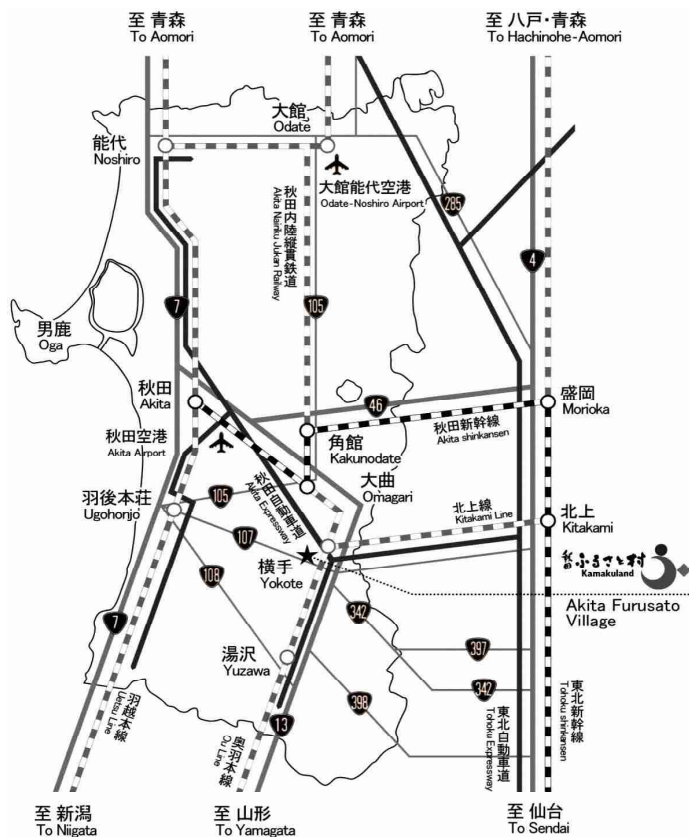 至 青森
To Aomori
至 青森
To Aomori
至 八戸・青森
To Hachinohe-Aomori
大館
Odate
能代
Noshiro
大館能代空港
Odate-Noshiro Airport
秋田内陸縦貫鉄道
Akita Nairiku Jukan Railway
285
4
7
105
男鹿
Oga
秋田
Akita
46
盛岡
Morioka
秋田新幹線
Akita shinkansen
秋田空港
Akita Airport
角館
Kakunodate
大曲
Omagari
秋田自動車道
Akita Expressway
羽後本荘
Ugohonjo
105
北上線
Kitakami Line
北上
Kitakami
107
横手
Yokote
108
秋田ふるさと村
Kamakuland
Akita Furusato
Village
342
7
397
湯沢
Yuzawa
342
398
13
羽越本線
Uetsu Line
奥羽本線
Ou Line
東北自動車道
Tohoku Expressway
東北新幹線
Tohoku shinkansen
至 新潟
To Niigata
至 山形
To Yamagata
至 仙台
To Sendai